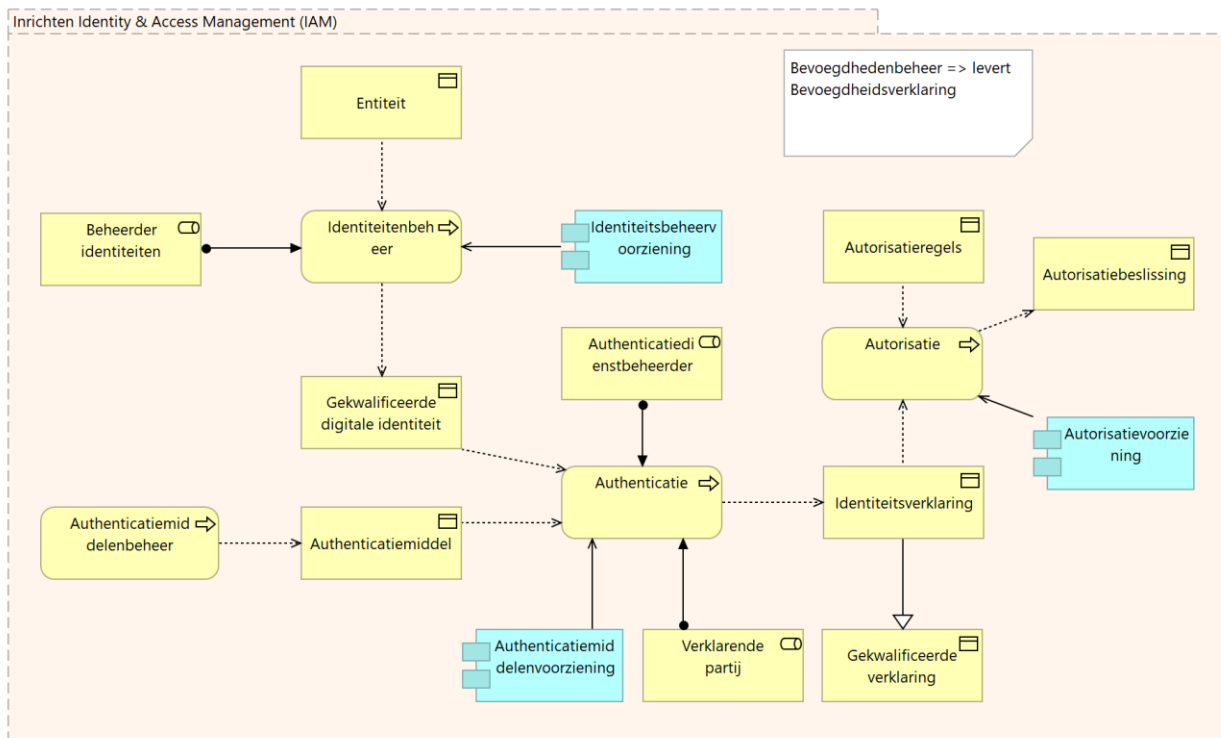 Inrichten Identity & Access Management (IAM)
Bevoegdhedenbeheer => levert
Bevoegdheidsverklaring
Entiteit
Beheerder
identiteiten
Identiteitenbeh
eer
Identiteitsbeheerv
oorziening
Autorisatieregels
Autorisatiebeslissing
Authenticatiedi
enstbeheerder
Autorisatie
Gekwalificeerde
digitale identiteit
Autorisatievoorzie
ning
Authenticatie
Identiteitsverklaring
Authenticatiemid
delenbeheer
Authenticatiemiddel
Authenticatiemid
delenvoorziening
Verklarende
partij
Gekwalificeerde
verklaring